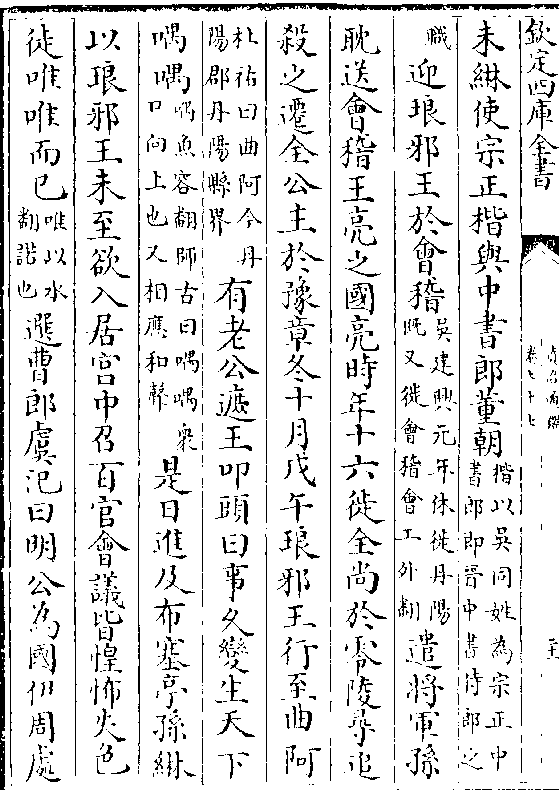 欽定四庫全書
卷七十七
未綝使宗正楷與中書郎董朝楷以吳同姓為宗正中書郎即晉中書侍郎之
職迎琅邪王於會稽吳建興元年休徙丹陽既又徙會稽會工外翻遣將軍孫
耽送會稽王亮之國亮時年十六徙全尚於零陵尋追
殺之遷全公主於豫章冬十月戊午琅邪王行至曲阿
杜祐曰曲阿今丹陽郡丹陽縣界有老公遮王叩頭曰事久變生天下
喁喁喁魚容翻師古曰喁喁衆口向上也又相應和聲是日進及布塞亭孫綝
以琅邪王未至欲入居宮中召百官會議皆惶怖失色
徒唯唯而已唯以水翻諾也選曹郎虞汜曰明公為國伊周處